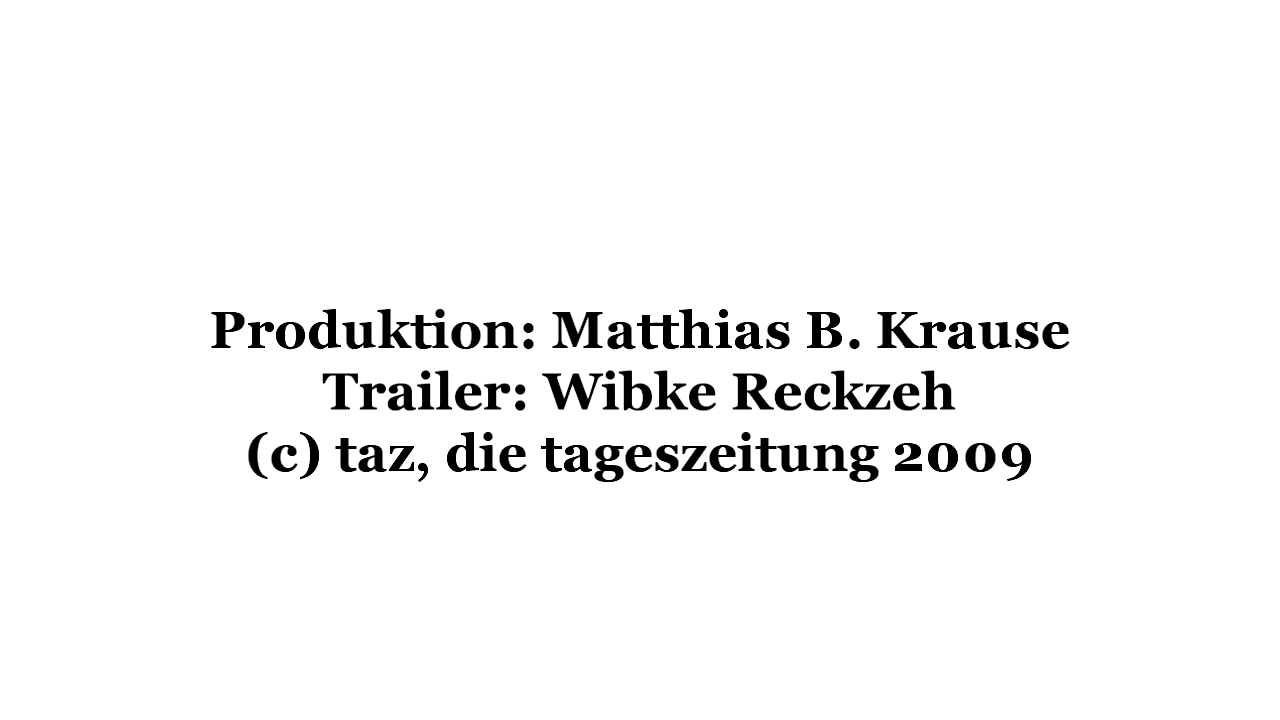 Produktion: Matthias B. Krause
Trailer: Wibke Reckzeh
(c) taz, die tageszeitung 2009